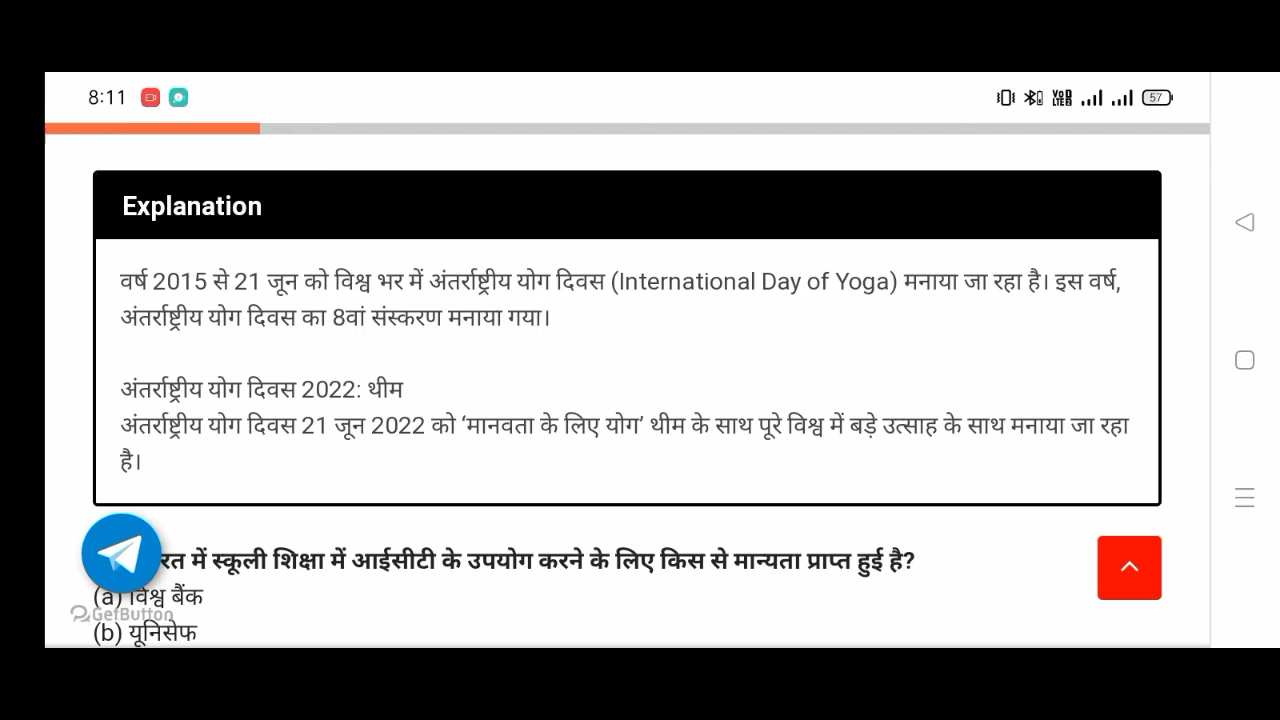 8:11
VoD LTE
57
Explanation
वर्ष 2015 से 21 जून को विश्व भर में अंतर्राष्ट्रीय योग दिवस (International Day of Yoga) मनाया जा रहा है। इस वर्ष,
अंतर्राष्ट्रीय योग दिवस का 8वां संस्करण मनाया गया।
अंतर्राष्ट्रीय योग दिवस 2022: थीम
अंतर्राष्ट्रीय योग दिवस 21 जून 2022 को ‘मानवता के लिए योग’ थीम के साथ पूरे विश्व में बड़े उत्साह के साथ मनाया जा रहा
है।
में स्कूली शिक्षा में आईसीटी के उपयोग करने के लिए किस से मान्यता प्राप्त हुई है?
(a) विश्व बैंक
GetButton
(b) यूनिसेफ